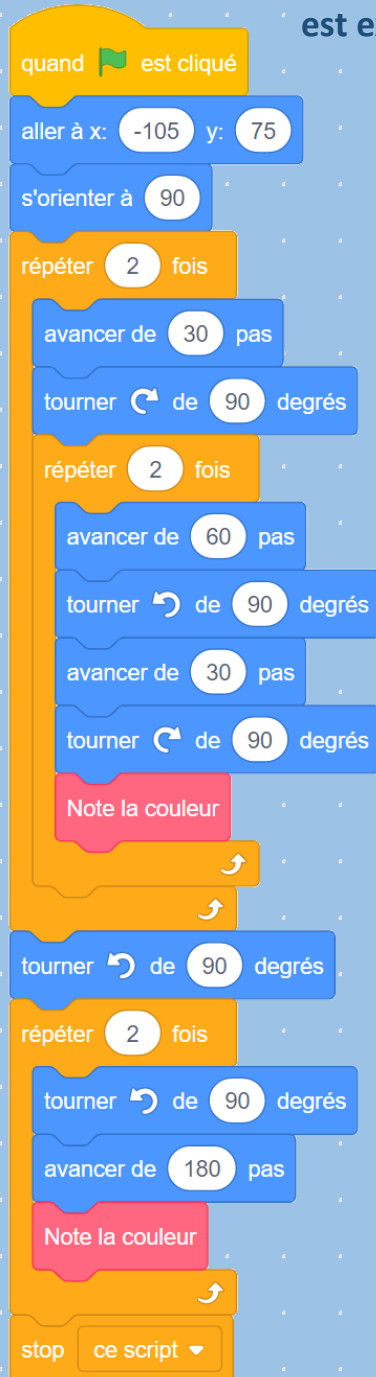 est e
quand est cliqué
aller à x: -105 y: 75
s'orienter à 90
répéter 2 fois
avancer de 30 pas
tourner de 90 degrés
répéter 2 fois
avancer de 60 pas
tourner de 90 degrés
avancer de 30 pas
tourner de 90 degrés
Note la couleur
tourner de 90 degrés
répéter 2 fois
tourner de 90 degrés
avancer de 180 pas
Note la couleur
stop ce script